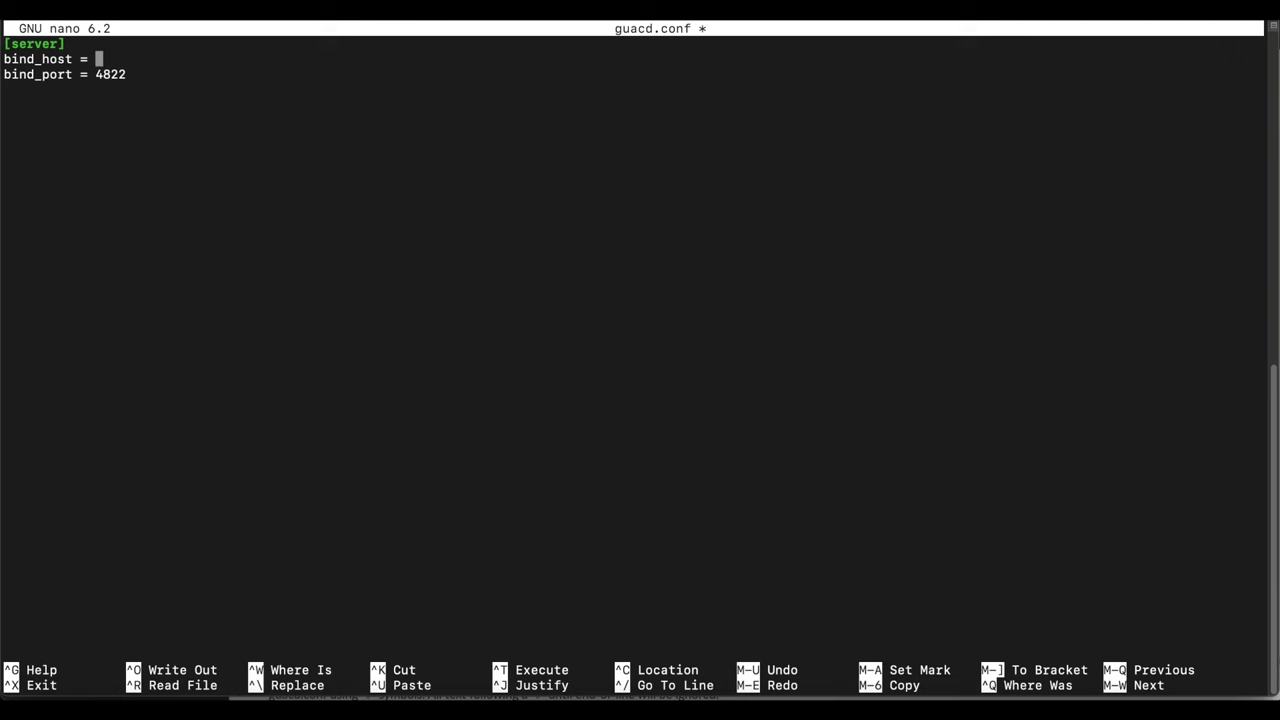 GNU nano 6.2 guacd.conf *
[server]
bind_host =
bind_port = 4822
^G Help ^O Write Out ^W Where Is ^K Cut ^T Execute ^C Location M-U Undo M-A Set Mark M-] To Bracket M-Q Previous
^X Exit ^R Read File ^\ Replace ^U Paste ^J Justify ^/ Go To Line M-E Redo M-6 Copy ^Q Where Was M-W Next